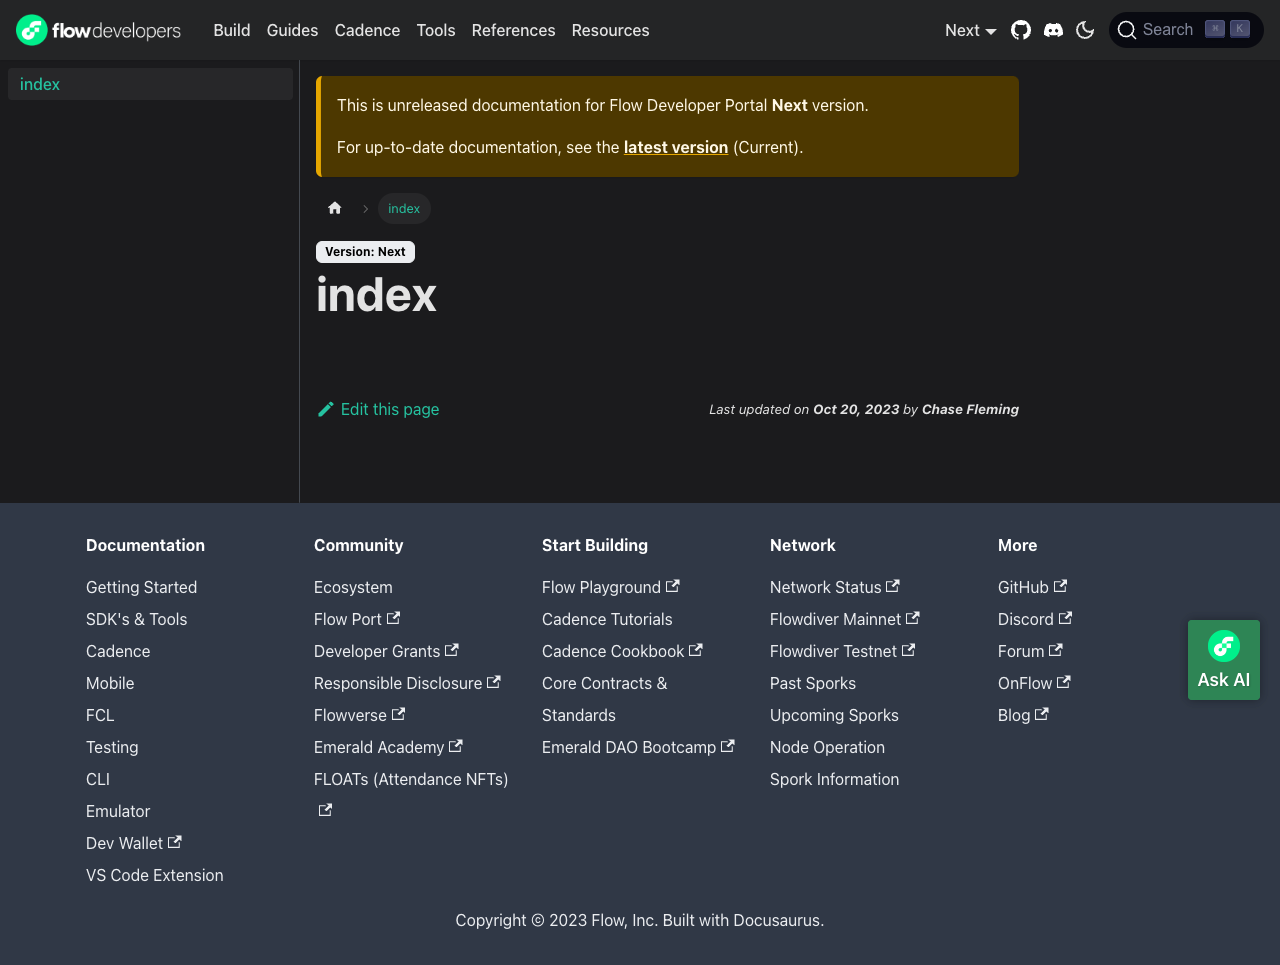 flowdevelopers
Build Guides Cadence Tools References Resources
Next
Search ⌘ K
index
This is unreleased documentation for Flow Developer Portal Next version.
For up-to-date documentation, see the latest version (Current).
index
Version: Next
index
Edit this page
Last updated on Oct 20, 2023 by Chase Fleming
Documentation
Getting Started
SDK's & Tools
Cadence
Mobile
FCL
Testing
CLI
Emulator
Dev Wallet
VS Code Extension
Community
Ecosystem
Flow Port
Developer Grants
Responsible Disclosure
Flowverse
Emerald Academy
FLOATs (Attendance NFTs)
Start Building
Flow Playground
Cadence Tutorials
Cadence Cookbook
Core Contracts &
Standards
Emerald DAO Bootcamp
Network
Network Status
Flowdiver Mainnet
Flowdiver Testnet
Past Sporks
Upcoming Sporks
Node Operation
Spork Information
More
GitHub
Discord
Forum
OnFlow
Blog
Ask AI
Copyright © 2023 Flow, Inc. Built with Docusaurus.